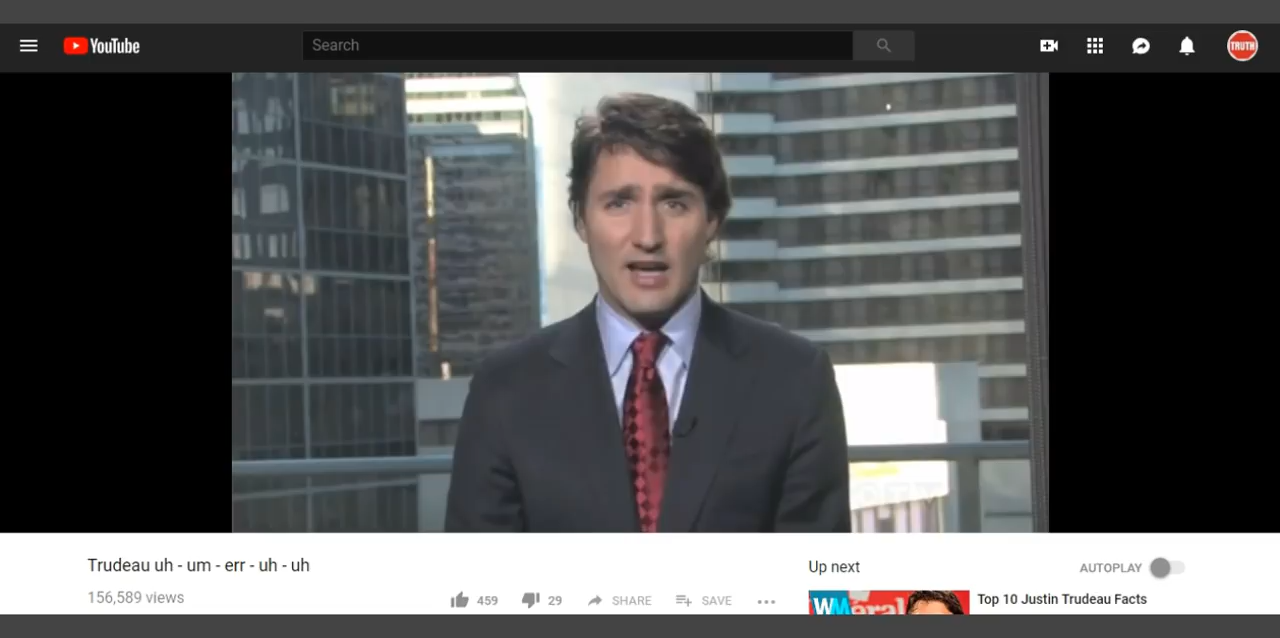 YouTube
Search
TRUTH
Trudeau uh - um - err - uh - uh
156,589 views
459
29
SHARE
SAVE
Up next
AUTOPLAY
Top 10 Justin Trudeau Facts